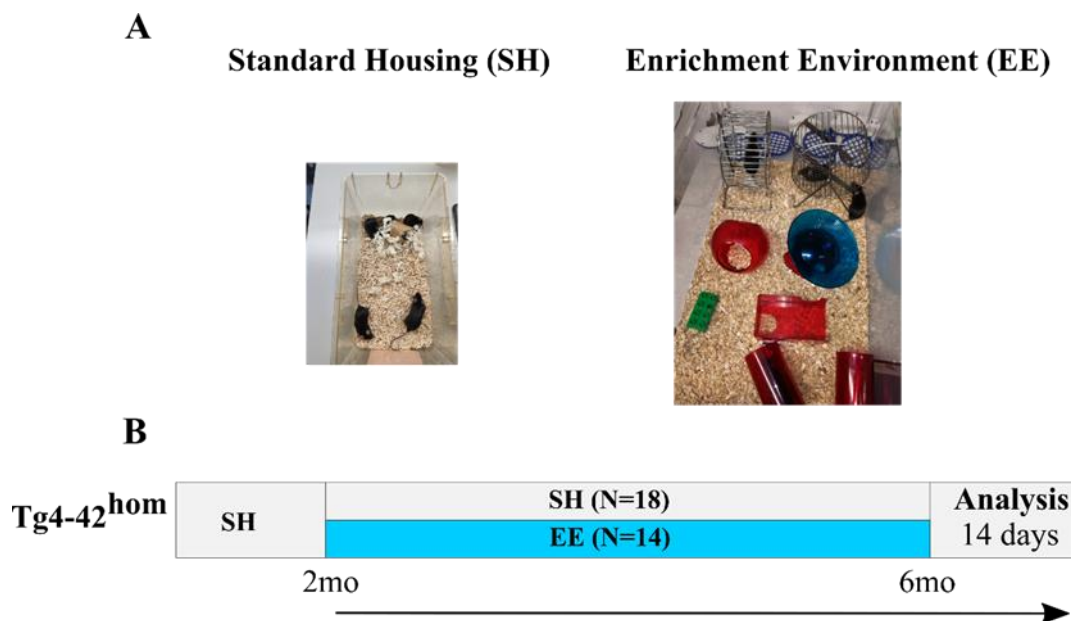 A
Standard Housing (SH)
Enrichment Environment (EE)
B
Tg4-42hom
SH
SH (N=18)
EE (N=14)
Analysis
14 days
2mo
6mo